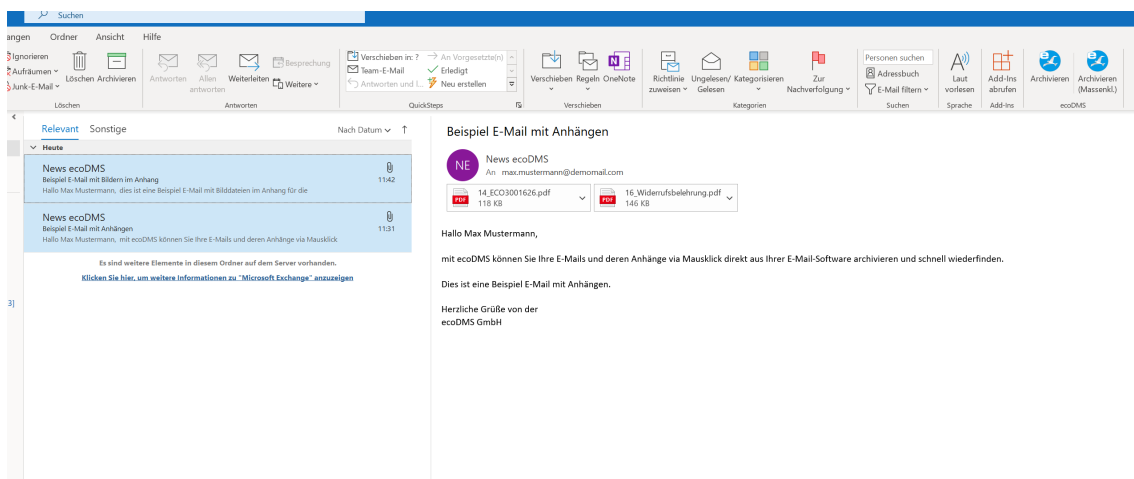 Suchen
angen Ordner Ansicht Hilfe
Ignorieren
Aufräumen
Junk-E-Mail
Löschen Archivieren
Löschen
Antworten Allen antworten Weiterleiten
Besprechung
Weitere
Antworten
Verschieben in: ? An Vorgesetzte(n)
Team-E-Mail Erledigt
Antworten und l... Neu erstellen
QuickSteps
Verschieben Regeln OneNote
Verschieben
Richtlinie zuweisen Ungelesen/ Gelesen Kategorisieren Zur Nachverfolgung
Kategorien
Personen suchen
Adressbuch
E-Mail filtern
Suchen
Laut vorlesen
Sprache
Add-Ins abrufen
Add-Ins
Archivieren Archivieren (Massenkl.)
ecoDMS
Relevant Sonstige Nach Datum
Heute
News ecoDMS
Beispiel E-Mail mit Bildern im Anhang 11:42
Hallo Max Mustermann, dies ist eine Beispiel E-Mail mit Bilddateien im Anhang für die
News ecoDMS
Beispiel E-Mail mit Anhängen 11:31
Hallo Max Mustermann, mit ecoDMS können Sie Ihre E-Mails und deren Anhänge via Mausklick
Es sind weitere Elemente in diesem Ordner auf dem Server vorhanden.
Klicken Sie hier, um weitere Informationen zu "Microsoft Exchange" anzuzeigen
3]
Beispiel E-Mail mit Anhängen
NE
News ecoDMS
An max.mustermann@demomail.com
PDF 14_ECO3001626.pdf
118 KB
PDF 16_Widerrufsbelehrung.pdf
146 KB
Hallo Max Mustermann,
mit ecoDMS können Sie Ihre E-Mails und deren Anhänge via Mausklick direkt aus Ihrer E-Mail-Software archivieren und schnell wiederfinden.
Dies ist eine Beispiel E-Mail mit Anhängen.
Herzliche Grüße von der
ecoDMS GmbH